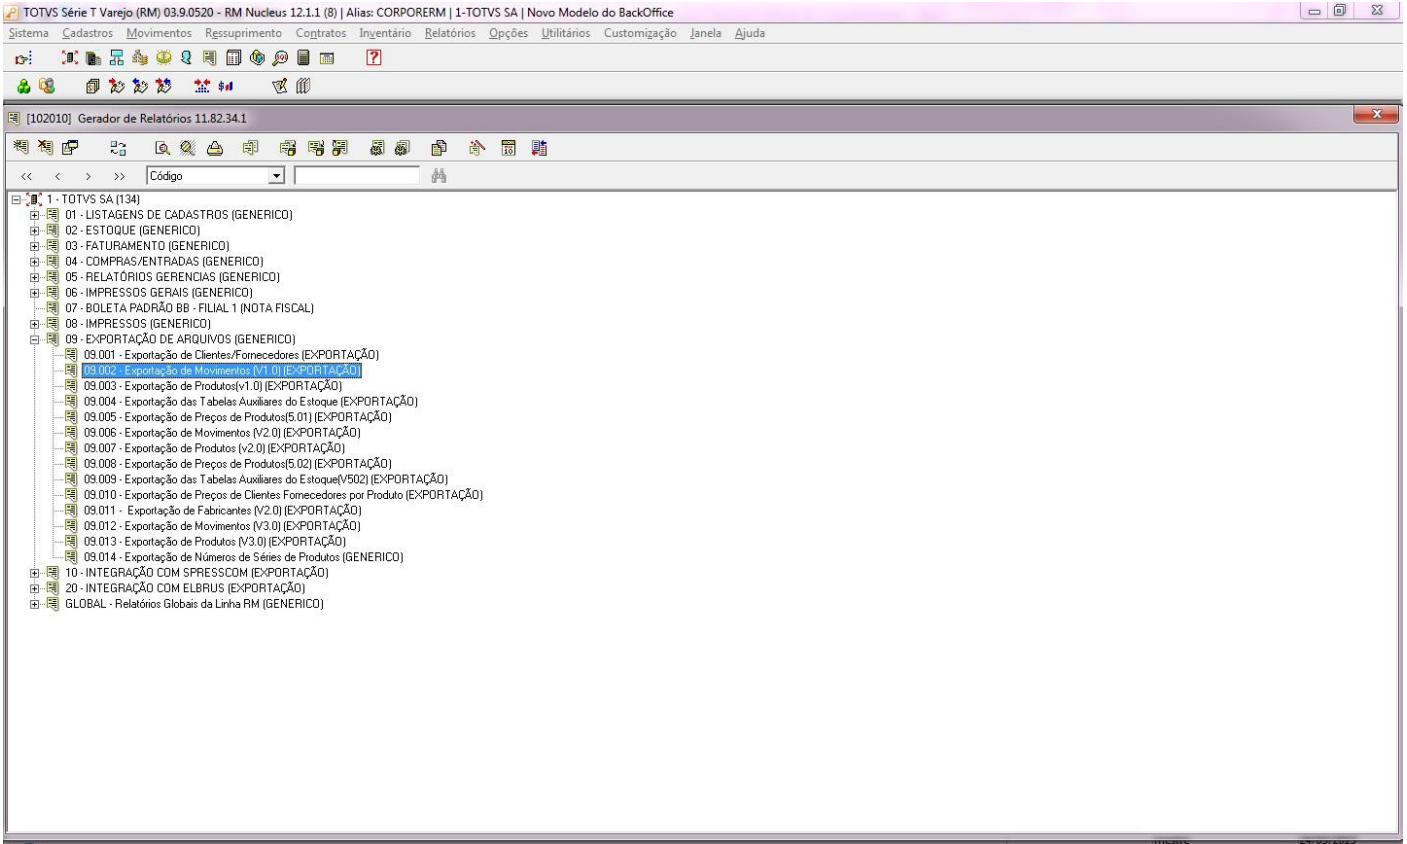 TOTVS Série T Varejo (RM) 03.9.0520 - RM Nucleus 12.1.1 (8) | Alias: CORPORERM | 1-TOTVS SA | Novo Modelo do BackOffice
Sistema Cadastros Movimentos Ressuprimento Contratos Inventário Relatórios Opções Utilitários Customização Janela Ajuda
[102010] Gerador de Relatórios 11.82.34.1
<< < > >> Código
1 - TOTVS SA (134)
01 - LISTAGENS DE CADASTROS (GENERICO)
02 - ESTOQUE (GENERICO)
03 - FATURAMENTO (GENERICO)
04 - COMPRAS/ENTRADAS (GENERICO)
05 - RELATÓRIOS GERENCIAS (GENERICO)
06 - IMPRESSOS GERAIS (GENERICO)
07 - BOLETA PADRÃO BB - FILIAL 1 (NOTA FISCAL)
08 - IMPRESSOS (GENERICO)
09 - EXPORTAÇÃO DE ARQUIVOS (GENERICO)
09.001 - Exportação de Clientes/Fornecedores (EXPORTAÇÃO)
09.002 - Exportação de Movimentos (V1.0) (EXPORTAÇÃO)
09.003 - Exportação de Produtos(v1.0) (EXPORTAÇÃO)
09.004 - Exportação das Tabelas Auxiliares do Estoque (EXPORTAÇÃO)
09.005 - Exportação de Preços de Produtos(5.01) (EXPORTAÇÃO)
09.006 - Exportação de Movimentos (V2.0) (EXPORTAÇÃO)
09.007 - Exportação de Produtos (v2.0) (EXPORTAÇÃO)
09.008 - Exportação de Preços de Produtos(5.02) (EXPORTAÇÃO)
09.009 - Exportação das Tabelas Auxiliares do Estoque(V502) (EXPORTAÇÃO)
09.010 - Exportação de Preços de Clientes Fornecedores por Produto (EXPORTAÇÃO)
09.011 - Exportação de Fabricantes (V2.0) (EXPORTAÇÃO)
09.012 - Exportação de Movimentos (V3.0) (EXPORTAÇÃO)
09.013 - Exportação de Produtos (V3.0) (EXPORTAÇÃO)
09.014 - Exportação de Números de Séries de Produtos (GENERICO)
10 - INTEGRAÇÃO COM SPRESSCOM (EXPORTAÇÃO)
20 - INTEGRAÇÃO COM ELBRUS (EXPORTAÇÃO)
GLOBAL - Relatórios Globais da Linha RM (GENERICO)